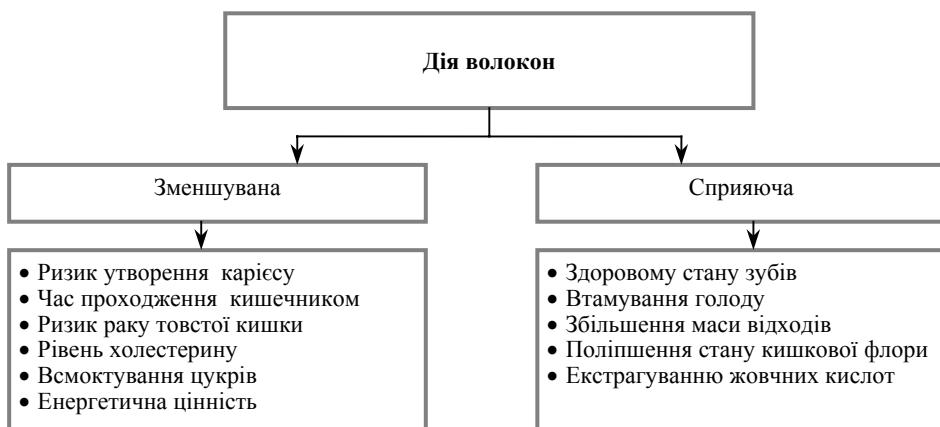 Дія волокон
Зменшувана
Сприяюча
• Ризик утворення карієсу
• Час проходження кишечником
• Ризик раку товстої кишки
• Рівень холестерину
• Всмоктування цукрів
• Енергетична цінність
• Здоровому стану зубів
• Втамування голоду
• Збільшення маси відходів
• Поліпшення стану кишкової флори
• Екстрагуванню жовчних кислот